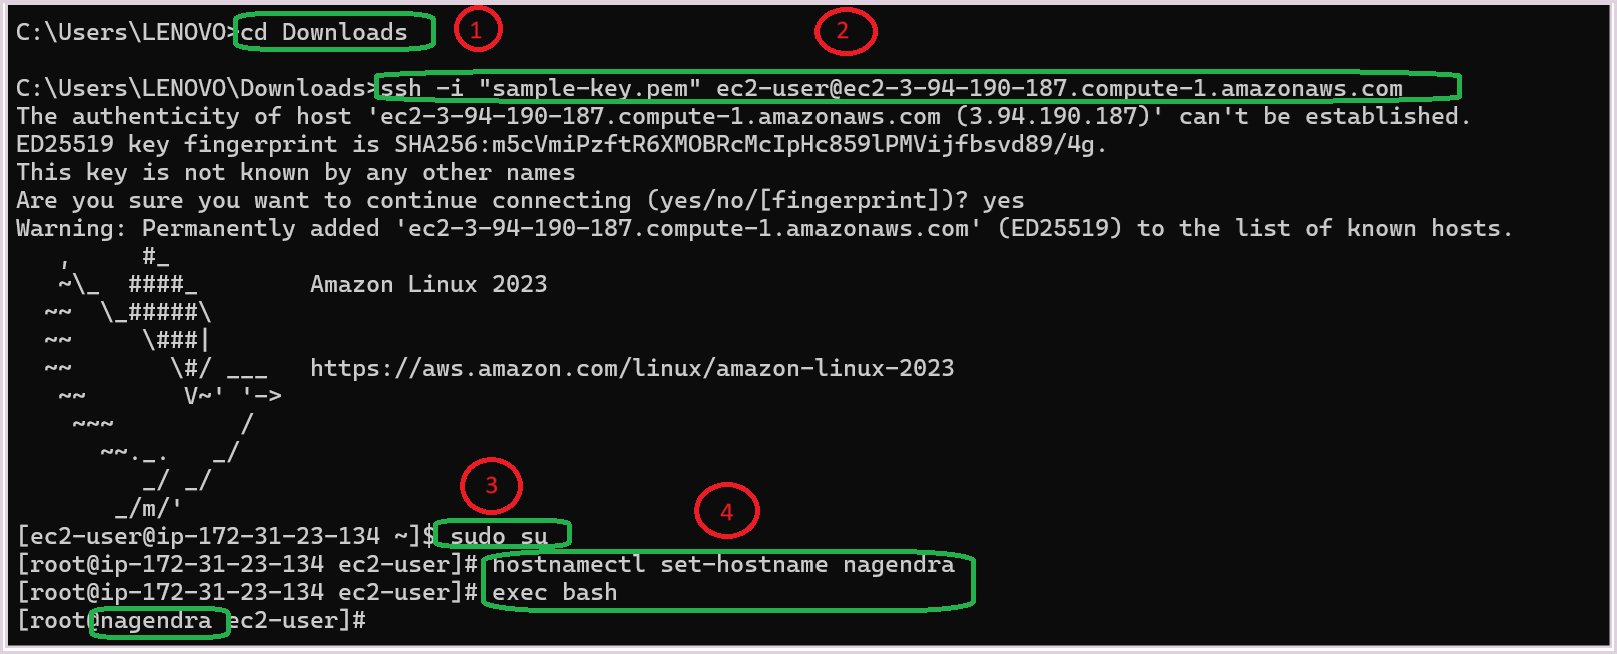 C:\Users\LENOVO>cd Downloads 1 2
C:\Users\LENOVO\Downloads>ssh -i "sample-key.pem" ec2-user@ec2-3-94-190-187.compute-1.amazonaws.com
The authenticity of host 'ec2-3-94-190-187.compute-1.amazonaws.com (3.94.190.187)' can't be established.
ED25519 key fingerprint is SHA256:m5cVmiPzftR6XMOBRcMcIpHc859lPMVijfbsvd89/4g.
This key is not known by any other names
Are you sure you want to continue connecting (yes/no/[fingerprint])? yes
Warning: Permanently added 'ec2-3-94-190-187.compute-1.amazonaws.com' (ED25519) to the list of known hosts.
   ,     #_
   ~\_  ####_        Amazon Linux 2023
  ~~  \_#####\
  ~~     \###|
  ~~       \#/ ___   https://aws.amazon.com/linux/amazon-linux-2023
   ~~       V~' '->
    ~~~         /
      ~~._.   _/
         _/ _/
       _/m/'
3
4
[ec2-user@ip-172-31-23-134 ~]$ sudo su
[root@ip-172-31-23-134 ec2-user]# hostnamectl set-hostname nagendra
[root@ip-172-31-23-134 ec2-user]# exec bash
[root@nagendra ec2-user]#